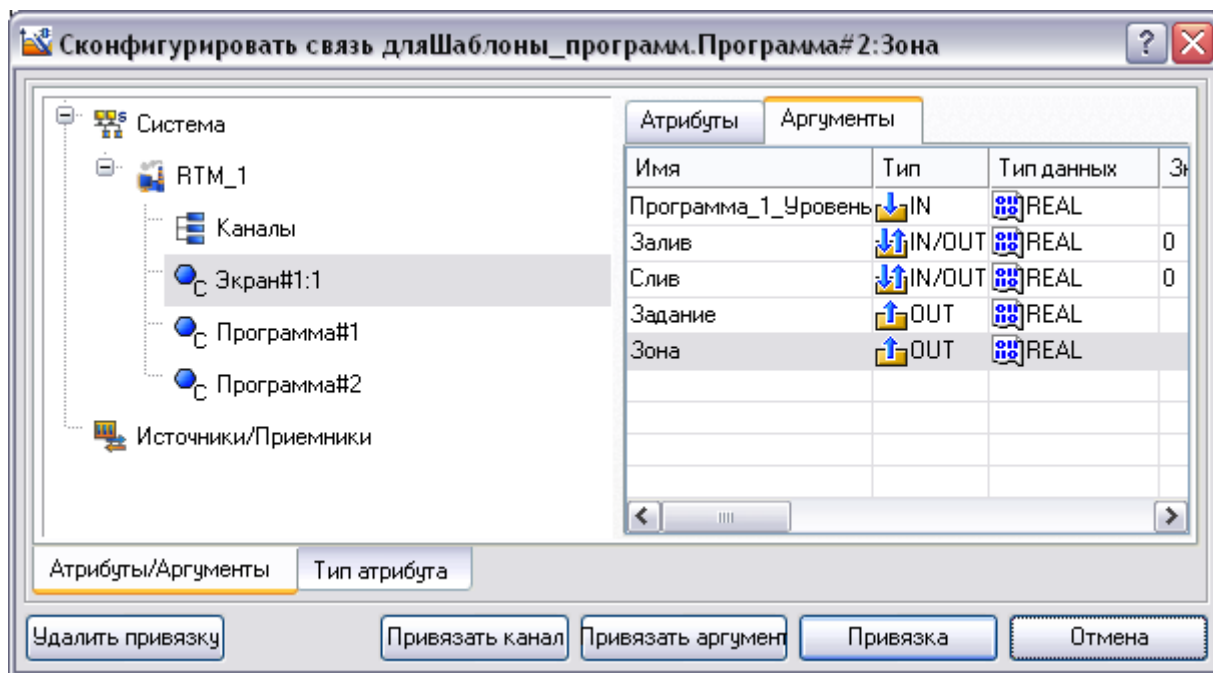 Сконфигурировать связь дляШаблоны_программ.Программа#2:Зона
Система
RTM_1
Каналы
Экран#1:1
Программа#1
Программа#2
Источники/Приемники
Атрибуты Аргументы
Имя Тип Тип данных Зн
Программа_1_Уровень IN REAL
Залив IN/OUT REAL 0
Слив IN/OUT REAL 0
Задание OUT REAL
Зона OUT REAL
Атрибуты/Аргументы Тип атрибута
Удалить привязку Привязать канал Привязать аргумент Привязка Отмена